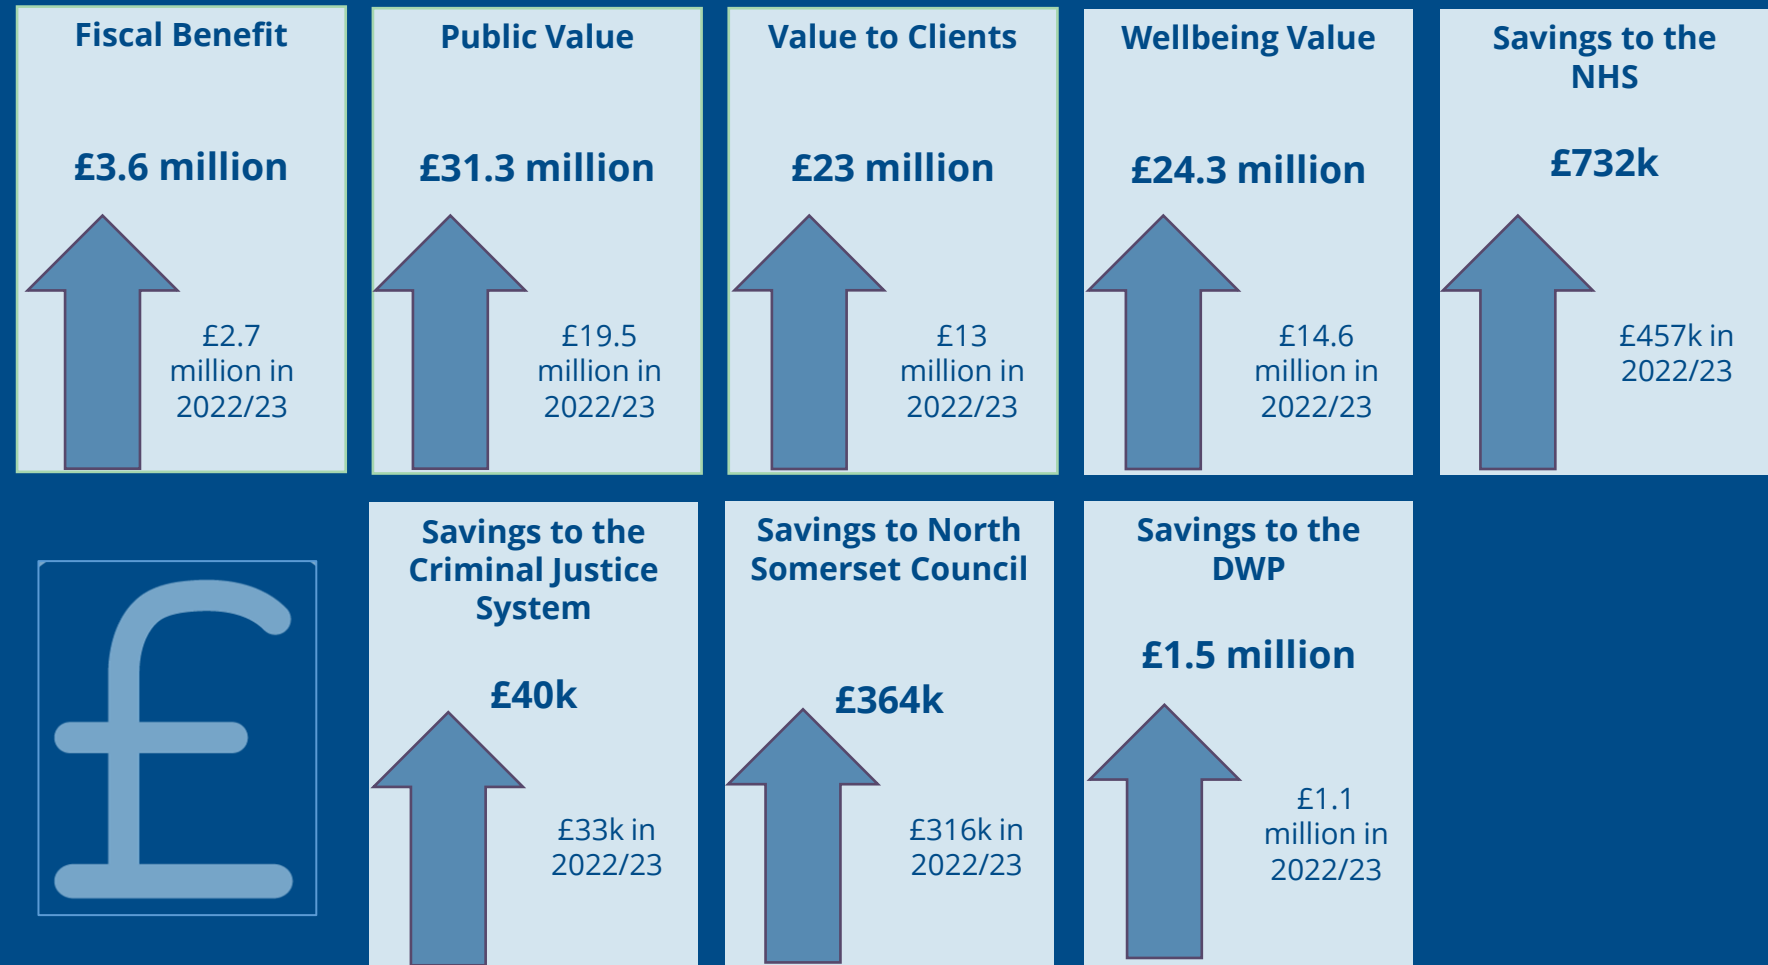 Fiscal Benefit
£3.6 million
£2.7
million in
2022/23
Public Value
£31.3 million
£19.5
million in
2022/23
Value to Clients
£23 million
£13
million in
2022/23
Wellbeing Value
£24.3 million
£14.6
million in
2022/23
Savings to the
NHS
£732k
£457k in
2022/23
£
Savings to the
Criminal Justice
System
£40k
£33k in
2022/23
Savings to North
Somerset Council
£364k
£316k in
2022/23
Savings to the
DWP
£1.5 million
£1.1
million in
2022/23